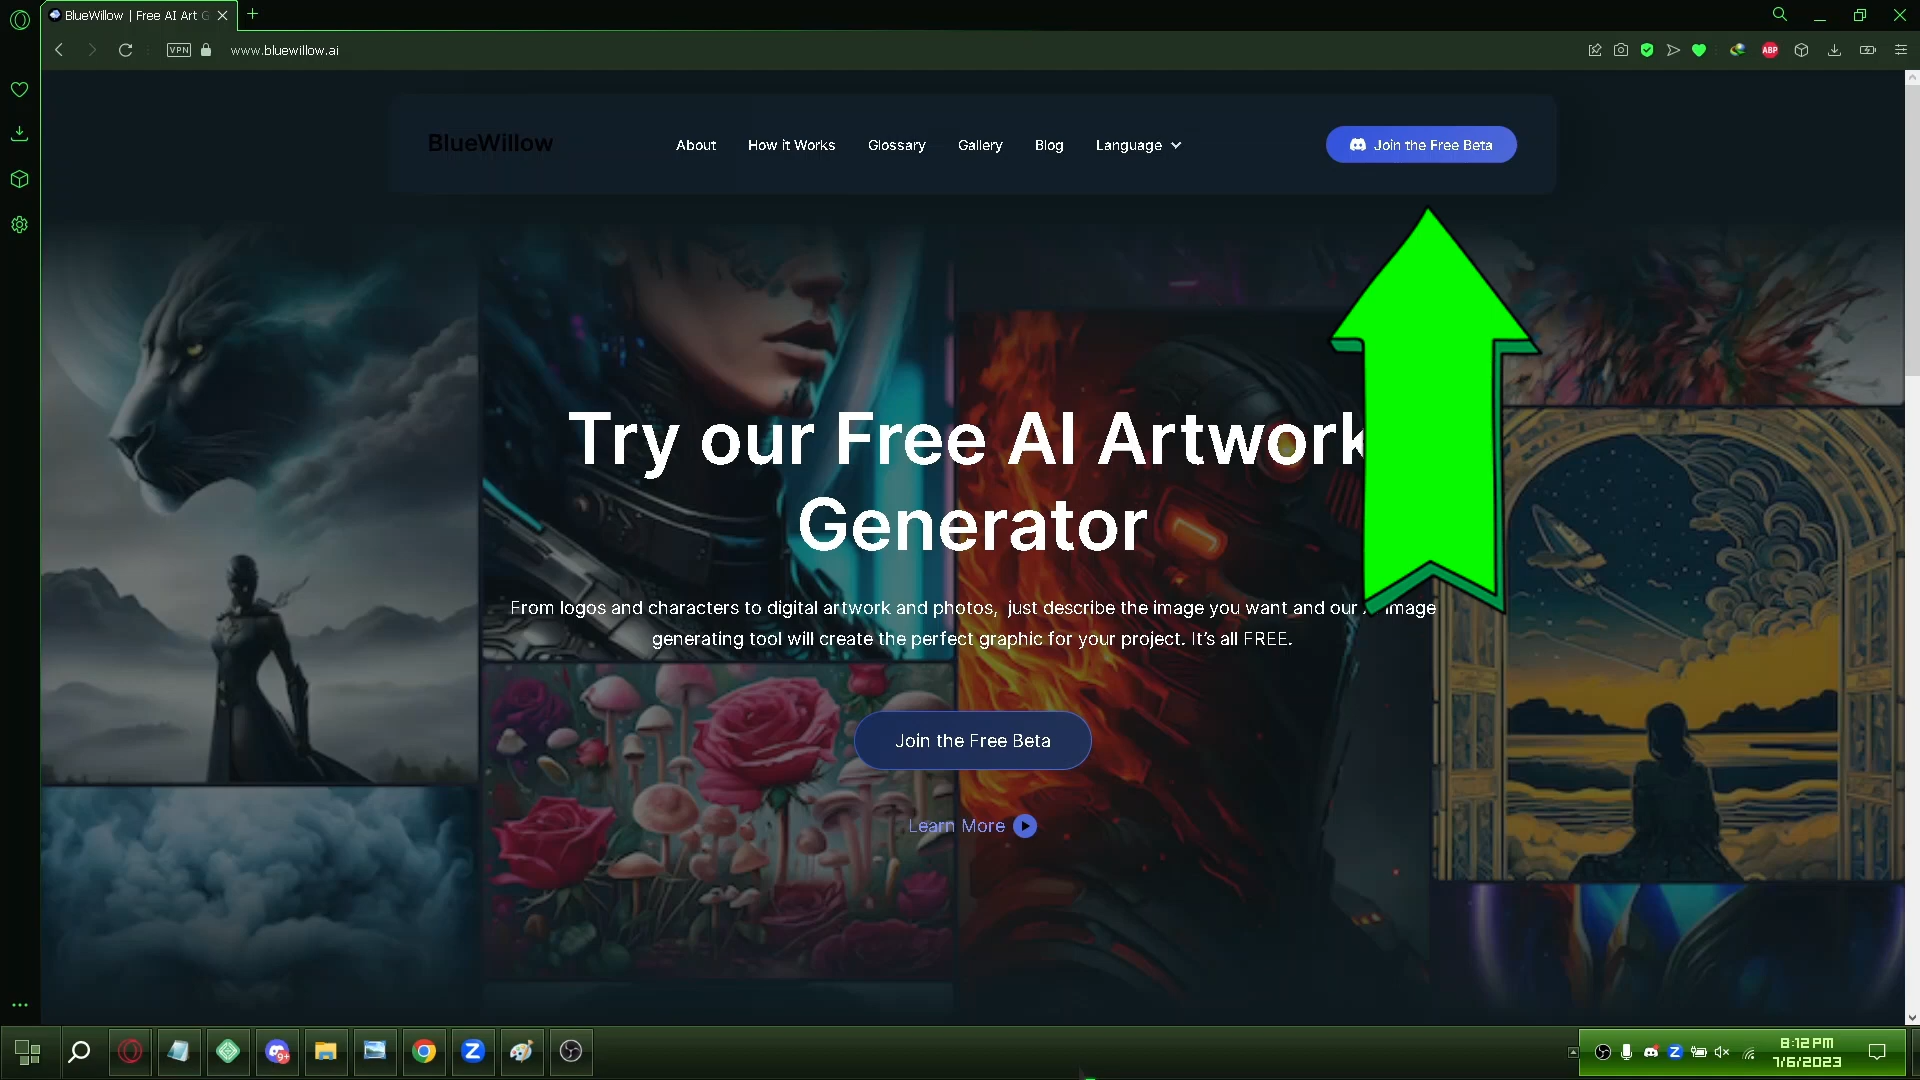 BlueWillow | Free AI Art G
VPN
www.bluewillow.ai
ABP
BlueWillow
About
How it Works
Glossary
Gallery
Blog
Language
Join the Free Beta
Try our Free AI Artwork
Generator
From logos and characters to digital artwork and photos, just describe the image you want and our image
generating tool will create the perfect graphic for your project. It's all FREE.
Join the Free Beta
Learn More
9+
Z
Z
8:12 PM
7/6/2023